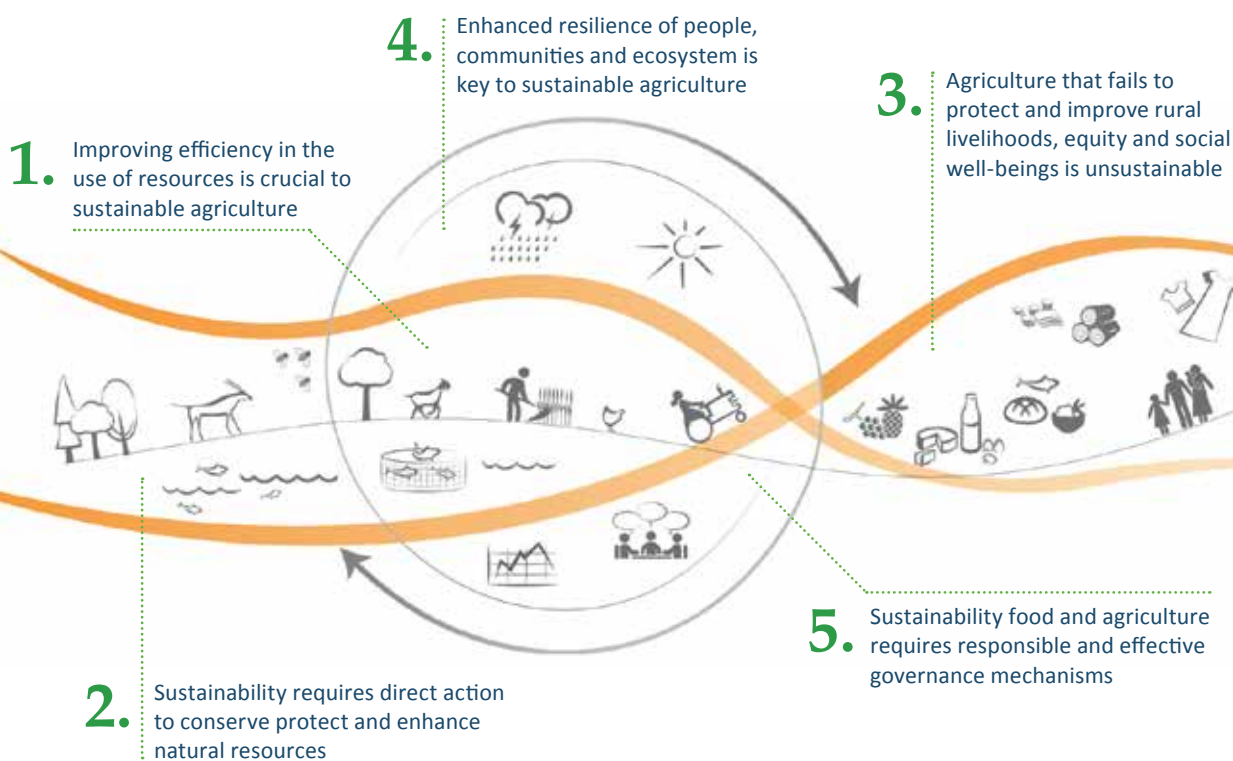 4.
Enhanced resilience of people,
communities and ecosystem is
key to sustainable agriculture
3.
Agriculture that fails to
protect and improve rural
livelihoods, equity and social
well-beings is unsustainable
1.
Improving efficiency in the
use of resources is crucial to
sustainable agriculture
5.
Sustainability food and agriculture
requires responsible and effective
governance mechanisms
2.
Sustainability requires direct action
to conserve protect and enhance
natural resources